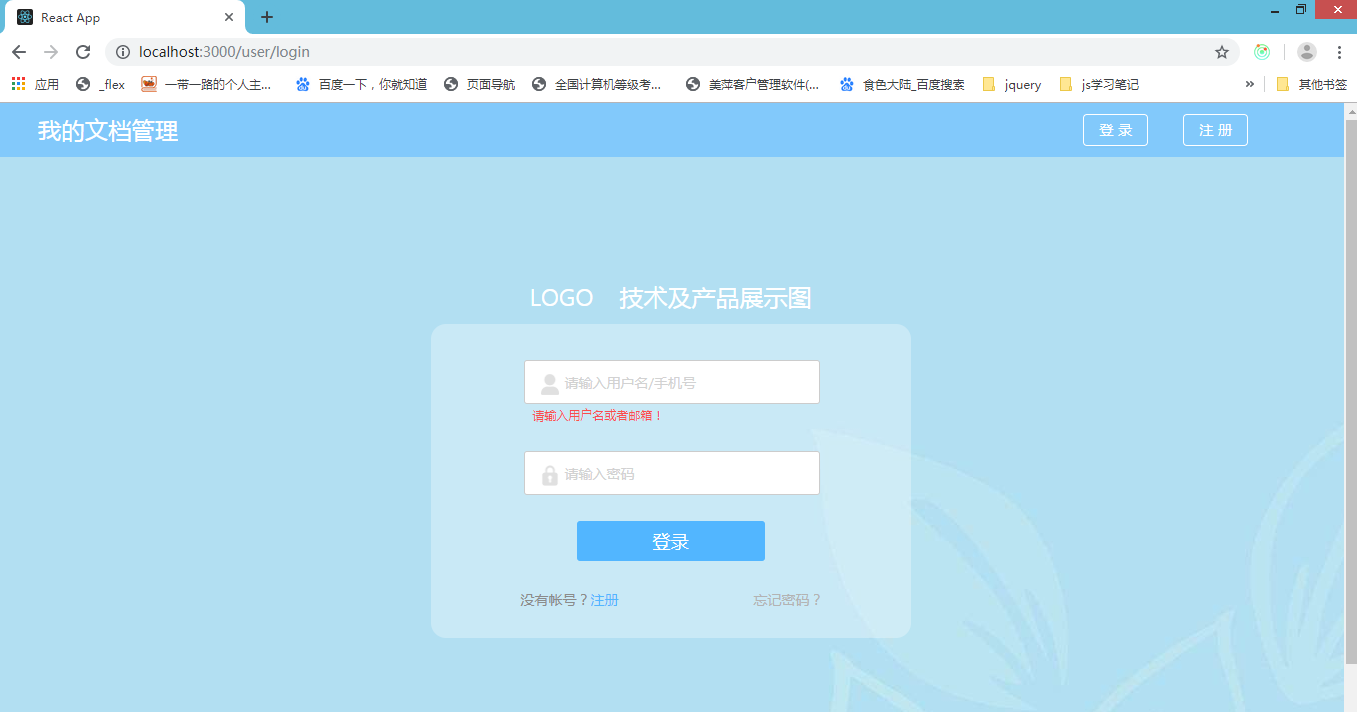 React App
localhost:3000/user/login
应用 _flex 一带一路的个人主... 百度一下，你就知道 页面导航 全国计算机等级考... 美萍客户管理软件(... 食色大陆_百度搜索 jquery js学习笔记 » 其他书签
我的文档管理 登 录 注 册
LOGO 技术及产品展示图
请输入用户名/手机号
请输入用户名或者邮箱！
请输入密码
登录
没有帐号？注册 忘记密码？